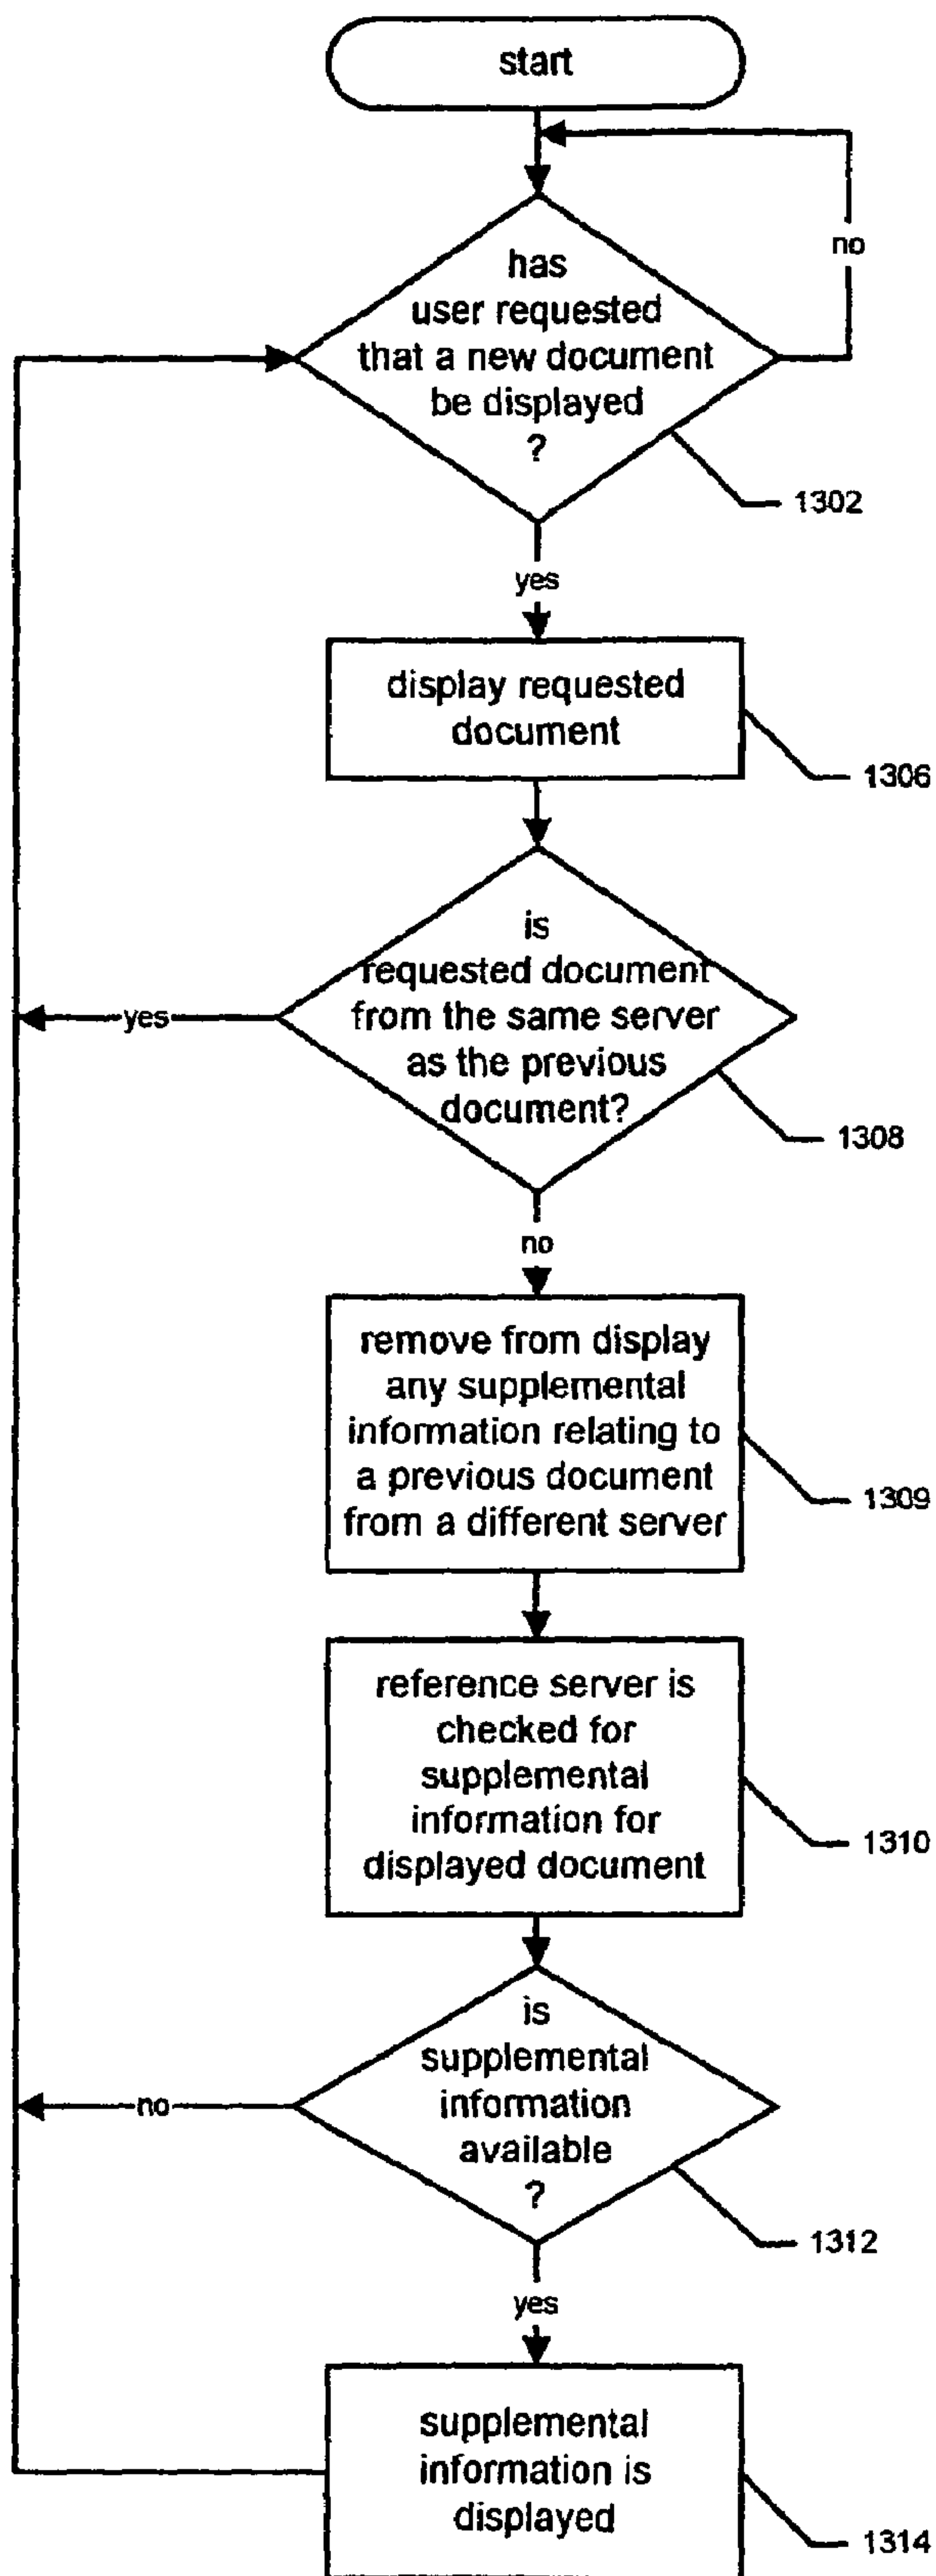 start
no
has
user requested
that a new document
be displayed
?
1302
yes
display requested
document
1306
is
requested document
from the same server
as the previous
document?
yes
1308
no
remove from display
any supplemental
information relating to
a previous document
from a different server
1309
reference server is
checked for
supplemental
information for
displayed document
1310
is
supplemental
information
available
?
no
1312
yes
supplemental
information is
displayed
1314